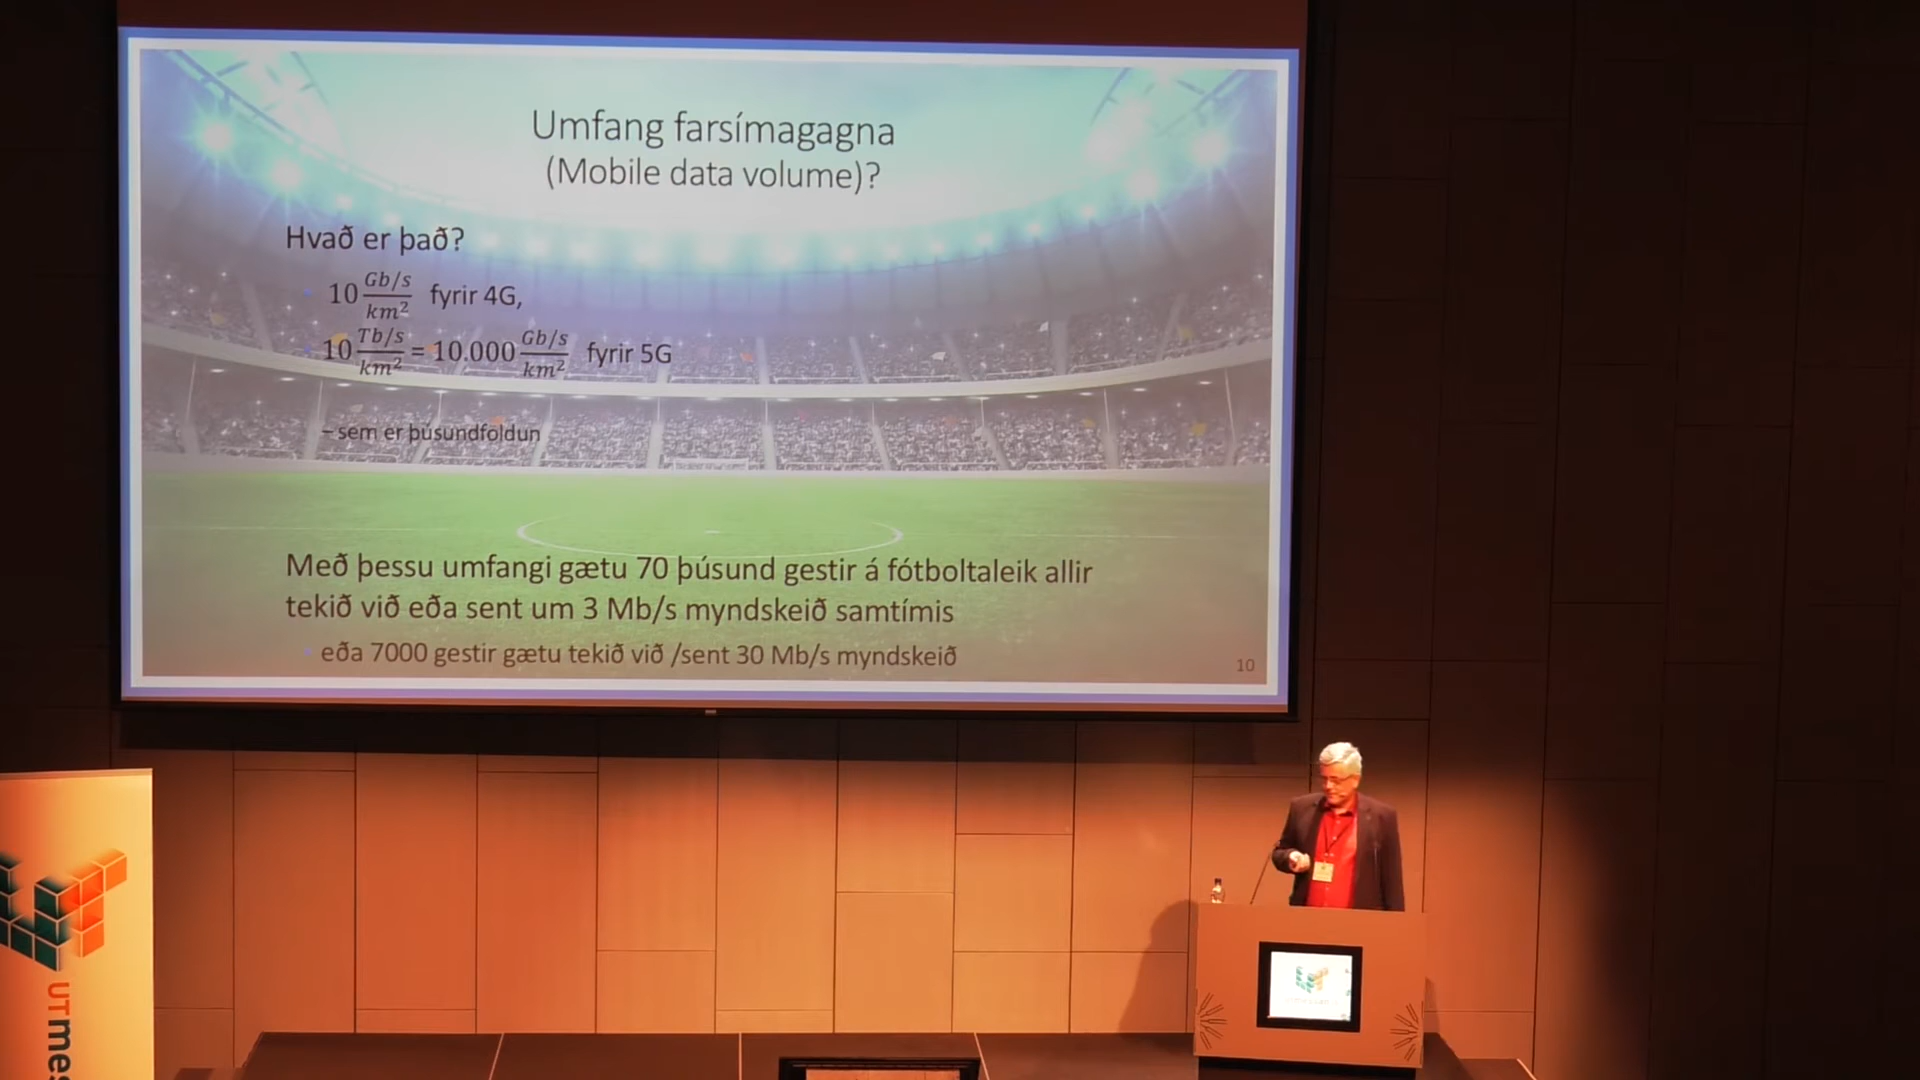 Umfang farsímagagna
(Mobile data volume)?
Hvað er það?
10 Gb/s / km² fyrir 4G,
10 Tb/s / km² = 10.000 Gb/s / km² fyrir 5G
– sem er þúsundföldun
Með þessu umfangi gætu 70 þúsund gestir á fótboltaleik allir
tekið við eða sent um 3 Mb/s myndskeið samtímis
eða 7000 gestir gætu tekið við /sent 30 Mb/s myndskeið
10
UTmes